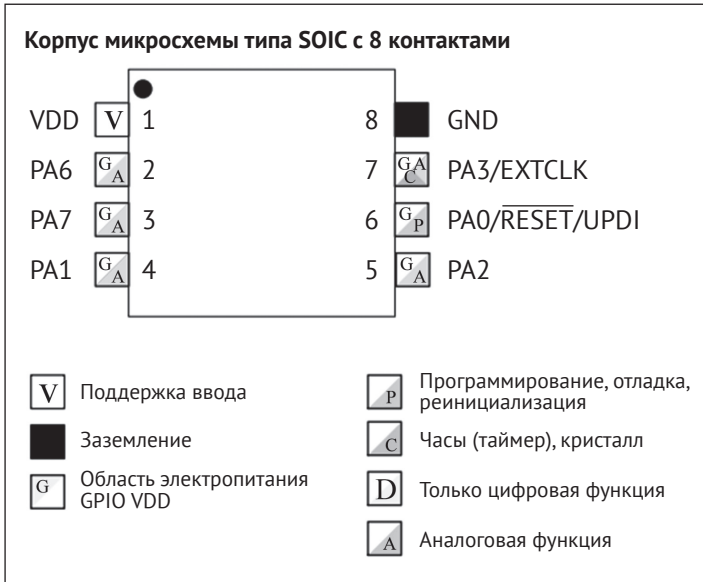 Корпус микросхемы типа SOIC с 8 контактами
VDD V 1 8 GND
PA6 G A 2 7 G A C PA3/EXTCLK
PA7 G A 3 6 G P PA0/RESET/UPDI
PA1 G A 4 5 G A PA2
V Поддержка ввода
Заземление
G Область электропитания
GPIO VDD
P Программирование, отладка,
реинициализация
C Часы (таймер), кристалл
D Только цифровая функция
A Аналоговая функция